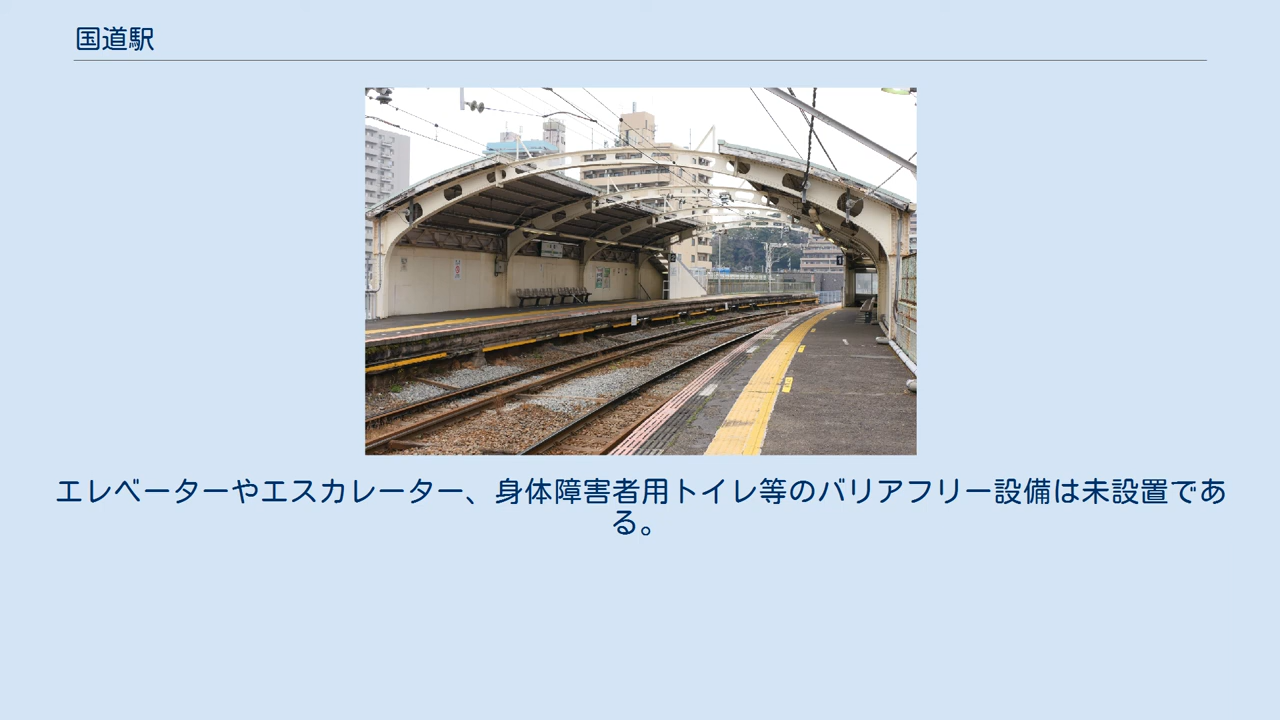 国道駅
エレベーターやエスカレーター、身体障害者用トイレ等のバリアフリー設備は未設置であ
る。